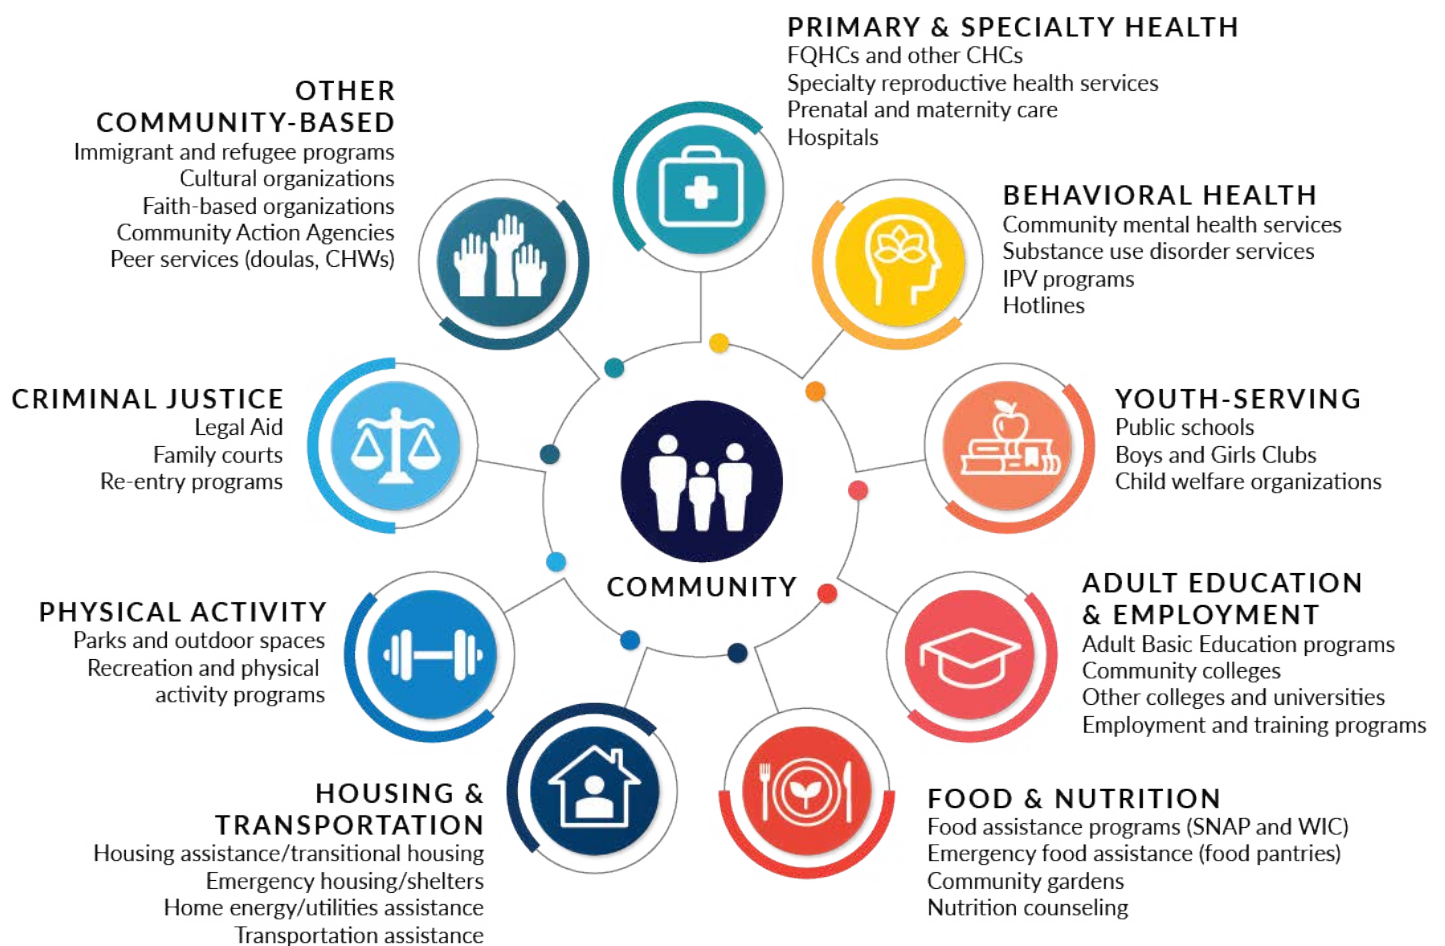 PRIMARY & SPECIALTY HEALTH
FQHCs and other CHCs
Specialty reproductive health services
Prenatal and maternity care
Hospitals
OTHER
COMMUNITY-BASED
Immigrant and refugee programs
Cultural organizations
Faith-based organizations
Community Action Agencies
Peer services (doulas, CHWs)
BEHAVIORAL HEALTH
Community mental health services
Substance use disorder services
IPV programs
Hotlines
CRIMINAL JUSTICE
Legal Aid
Family courts
Re-entry programs
YOUTH-SERVING
Public schools
Boys and Girls Clubs
Child welfare organizations
COMMUNITY
PHYSICAL ACTIVITY
Parks and outdoor spaces
Recreation and physical
activity programs
ADULT EDUCATION
& EMPLOYMENT
Adult Basic Education programs
Community colleges
Other colleges and universities
Employment and training programs
HOUSING &
TRANSPORTATION
Housing assistance/transitional housing
Emergency housing/shelters
Home energy/utilities assistance
Transportation assistance
FOOD & NUTRITION
Food assistance programs (SNAP and WIC)
Emergency food assistance (food pantries)
Community gardens
Nutrition counseling